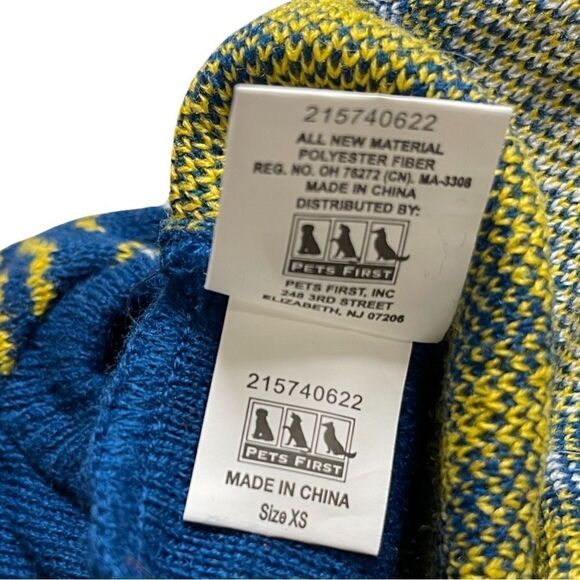 215740622
ALL NEW MATERIAL
POLYESTER FIBER
REG. NO. OH 76272 (CN), MA-3308
MADE IN CHINA
DISTRIBUTED BY:
PETS FIRST
PETS FIRST, INC
248 3RD STREET
ELIZABETH, NJ 07206
215740622
PETS FIRST
MADE IN CHINA
Size XS